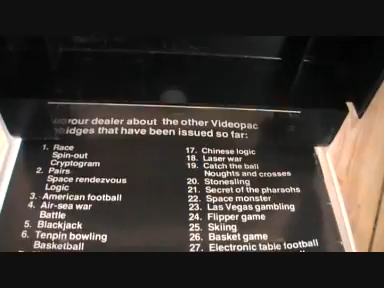 your dealer about the other Videopac
that have been issued so far:
1. Race
Spin-out
Cryptogram
2. Pairs
Space rendezvous
Logic
3. American football
4. Air-sea war
Battle
5. Blackjack
6. Tenpin bowling
Basketball
17. Chinese logic
18. Laser war
19. Catch the ball
Noughts and crosses
20. Stonesling
21. Secret of the pharaohs
22. Space monster
23. Las Vegas gambling
24. Flipper game
25. Skiing
26. Basket game
27. Electronic table football